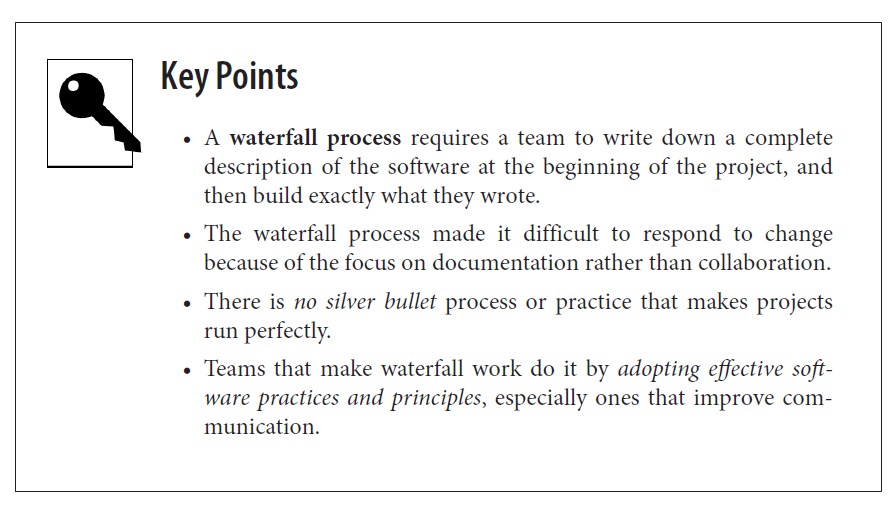 Key Points
• A waterfall process requires a team to write down a complete
description of the software at the beginning of the project, and
then build exactly what they wrote.
• The waterfall process made it difficult to respond to change
because of the focus on documentation rather than collaboration.
• There is no silver bullet process or practice that makes projects
run perfectly.
• Teams that make waterfall work do it by adopting effective soft-
ware practices and principles, especially ones that improve com-
munication.